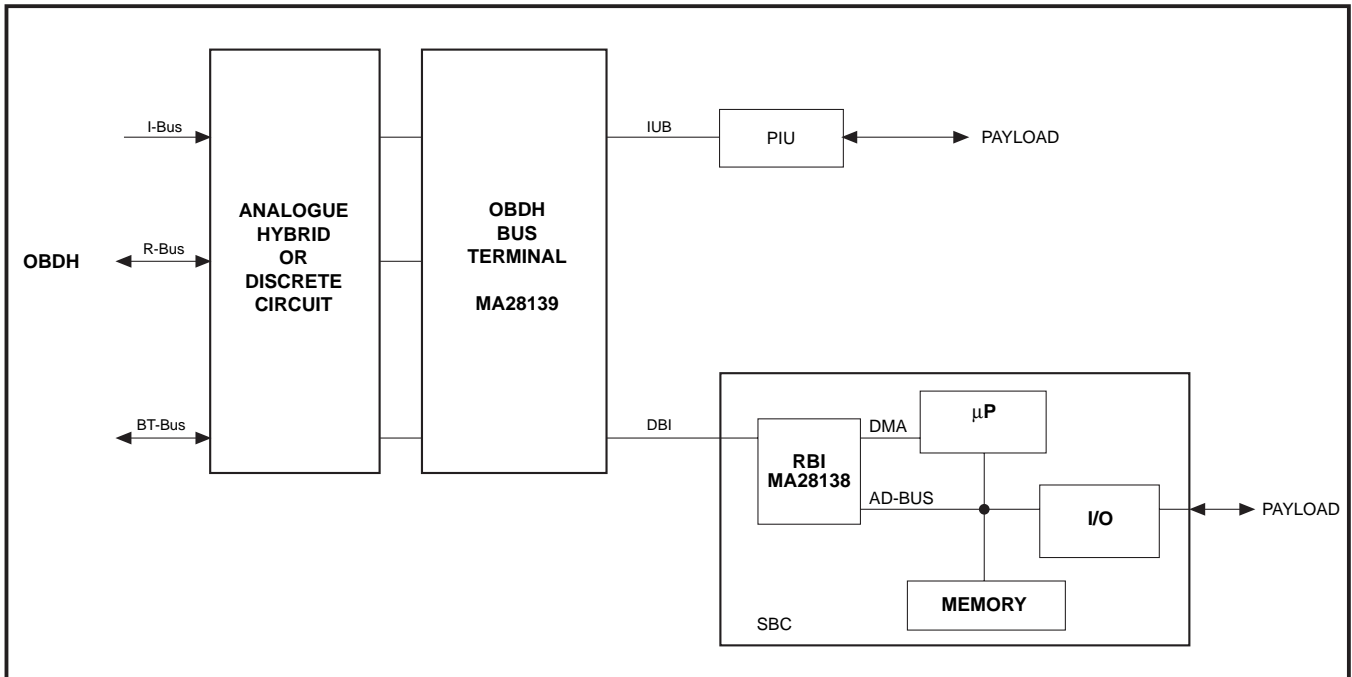 I-Bus
IUB
PIU
PAYLOAD
ANALOGUE
HYBRID
OR
DISCRETE
CIRCUIT
OBDH
BUS
TERMINAL
MA28139
OBDH
R-Bus
BT-Bus
DBI
RBI
MA28138
DMA
μP
AD-BUS
I/O
PAYLOAD
MEMORY
SBC